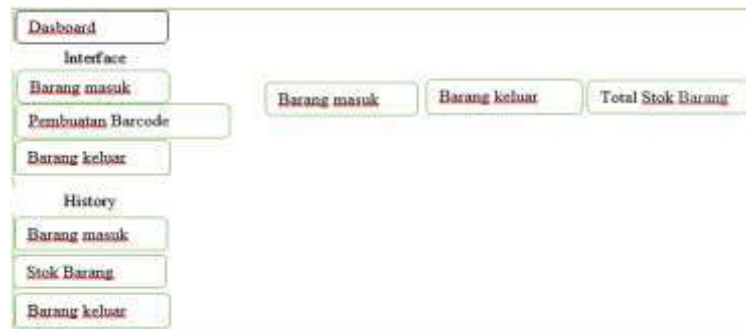 Dasboard
Interface
Barang masuk
Pembuatan Barcode
Barang keluar
History
Barang masuk
Stok Barang
Barang keluar
Barang masuk
Barang keluar
Total Stok Barang